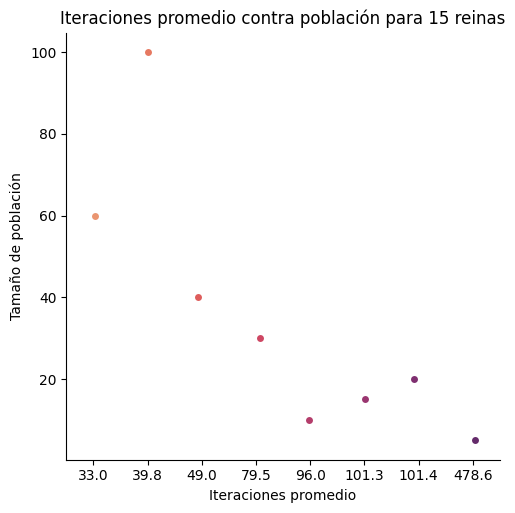 Iteraciones promedio contra población para 15 reinas
Tamaño de población
100
80
60
40
20
33.0 39.8 49.0 79.5 96.0 101.3 101.4 478.6
Iteraciones promedio